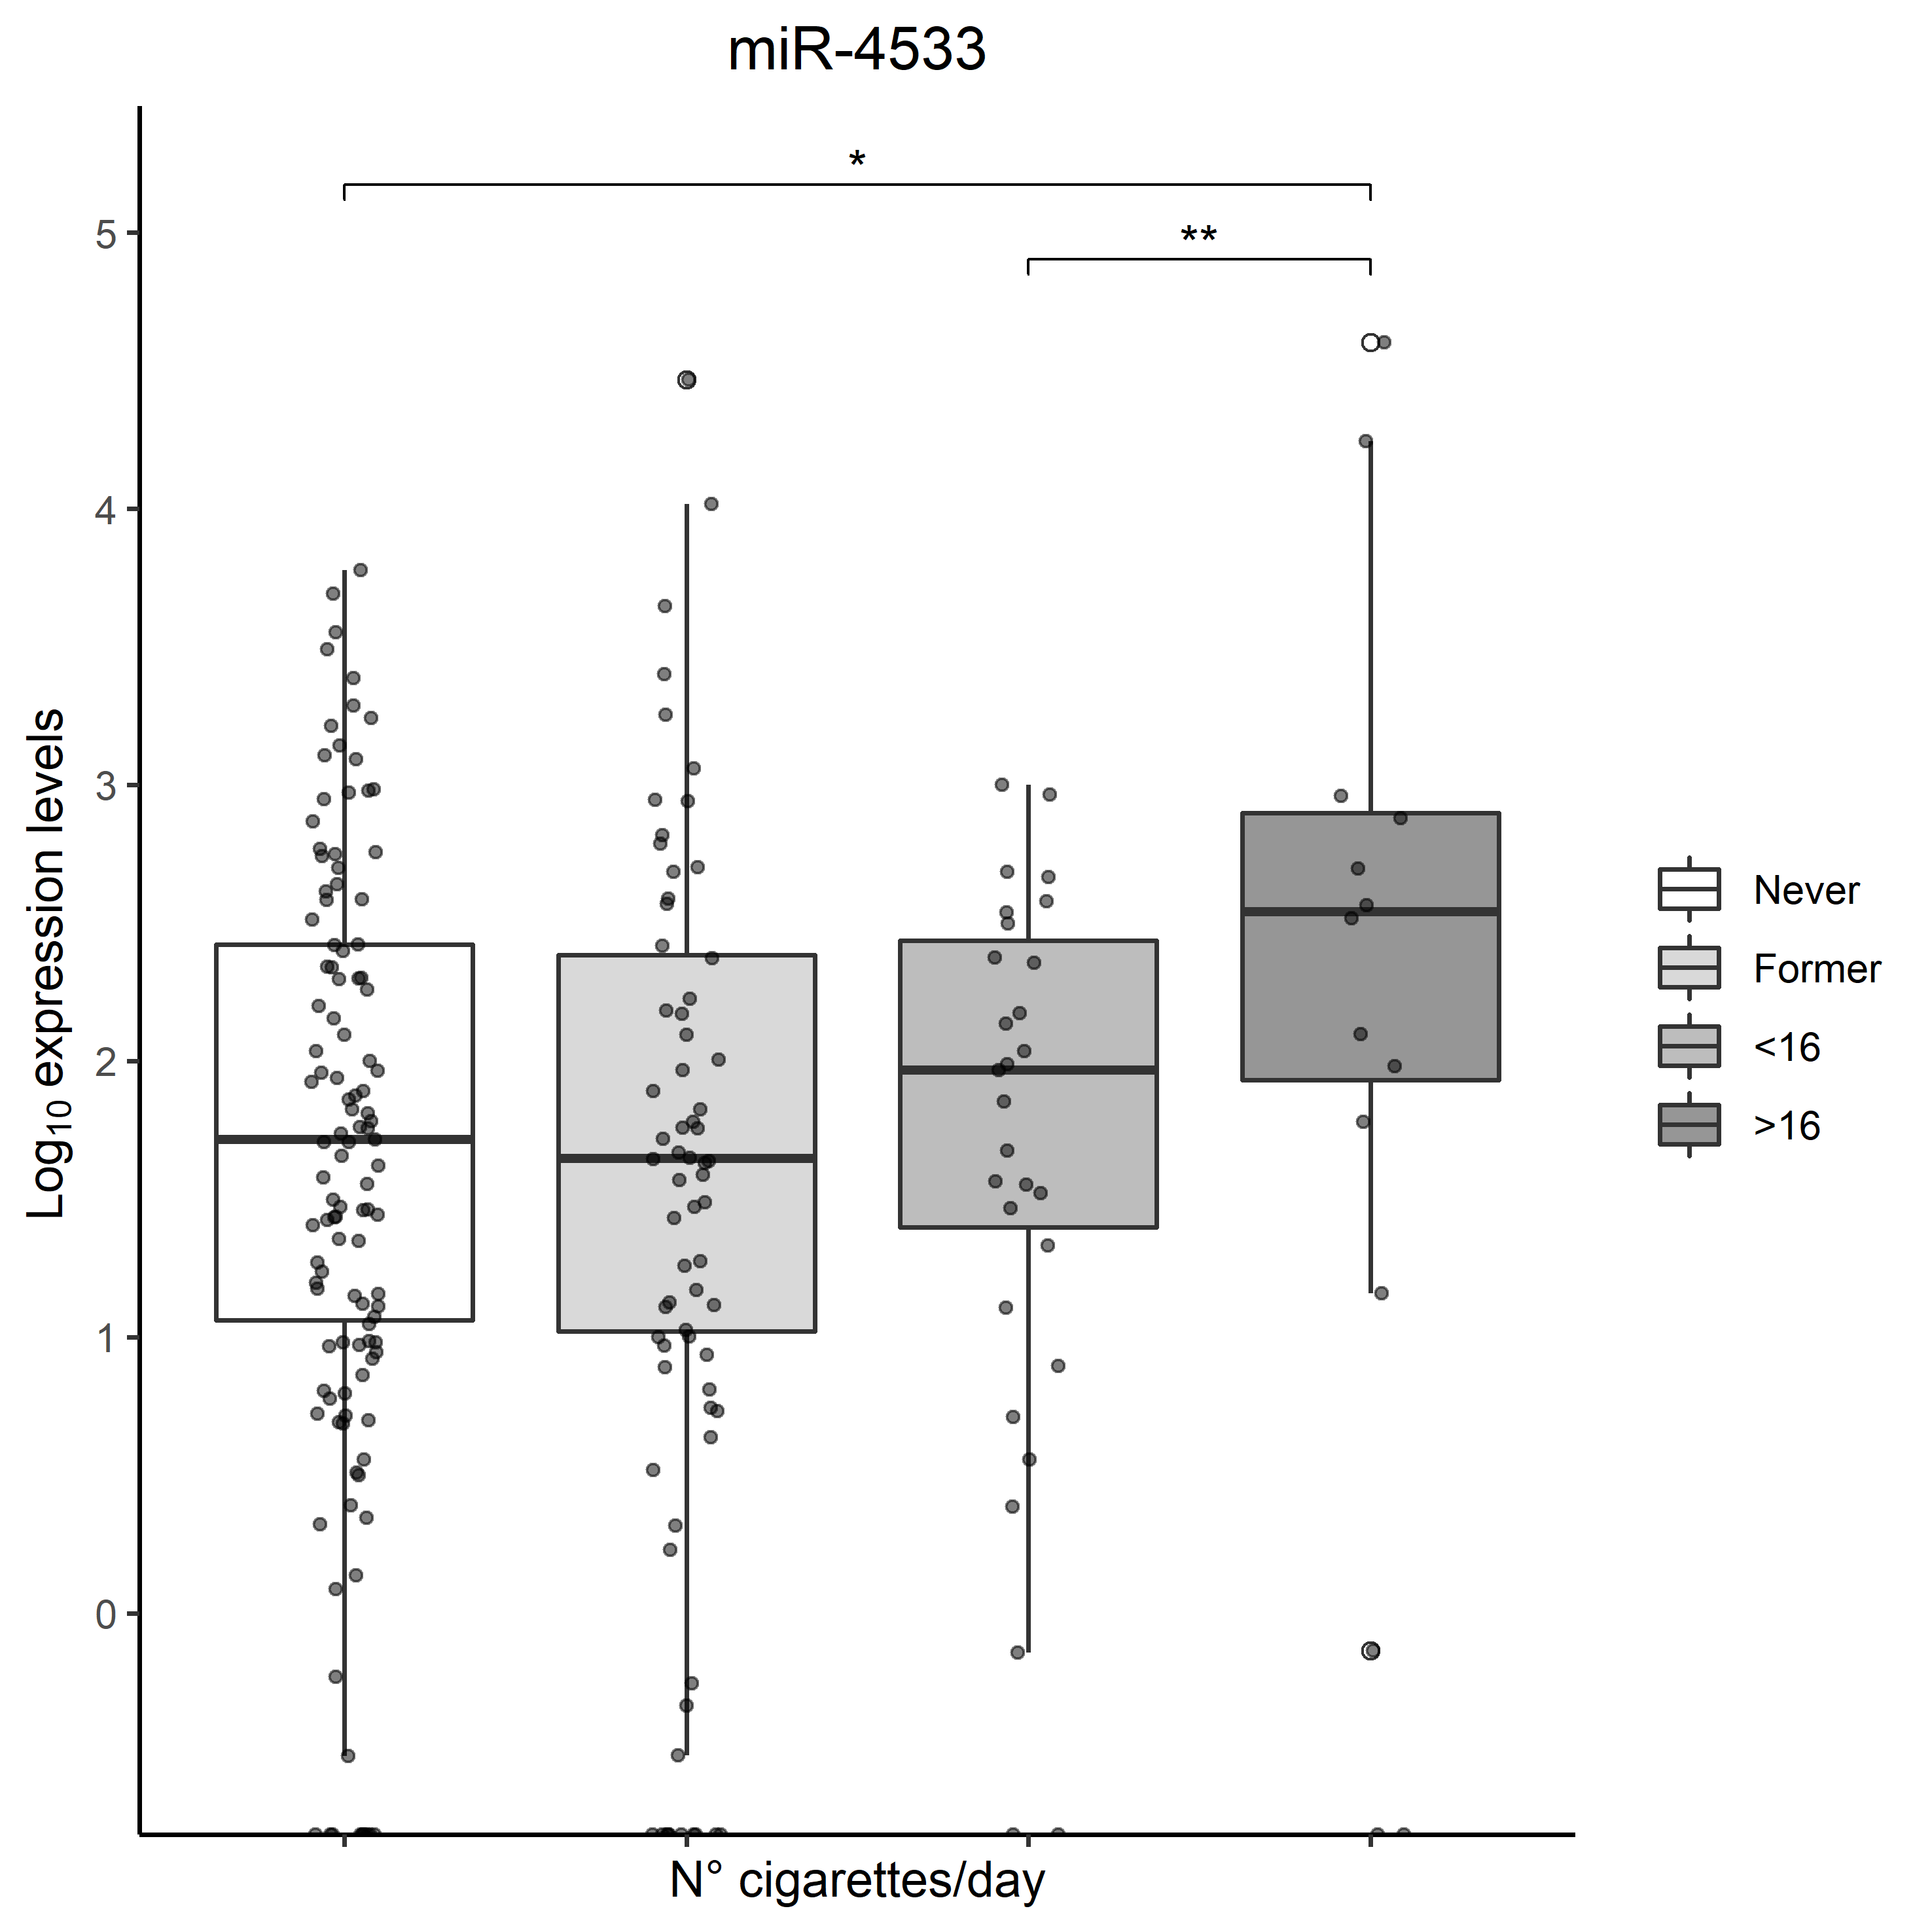 miR-4533
*
**
5
4
3
2
1
0
Log10 expression levels
N° cigarettes/day
Never
Former
<16
>16